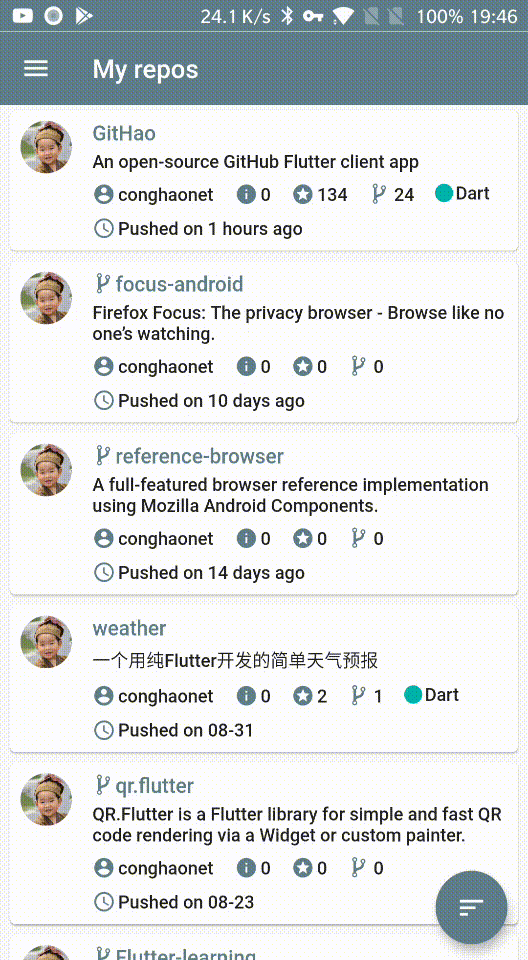 24.1 K/s 100% 19:46
My repos
GitHao
An open-source GitHub Flutter client app
conghaonet 0 134 24 Dart
Pushed on 1 hours ago
focus-android
Firefox Focus: The privacy browser - Browse like no
one's watching.
conghaonet 0 0 0
Pushed on 10 days ago
reference-browser
A full-featured browser reference implementation
using Mozilla Android Components.
conghaonet 0 0 0
Pushed on 14 days ago
weather
一个用纯Flutter开发的简单天气预报
conghaonet 0 2 1 Dart
Pushed on 08-31
qr.flutter
QR.Flutter is a Flutter library for simple and fast QR
code rendering via a Widget or custom painter.
conghaonet 0 0 0
Pushed on 08-23
Flutter-learning